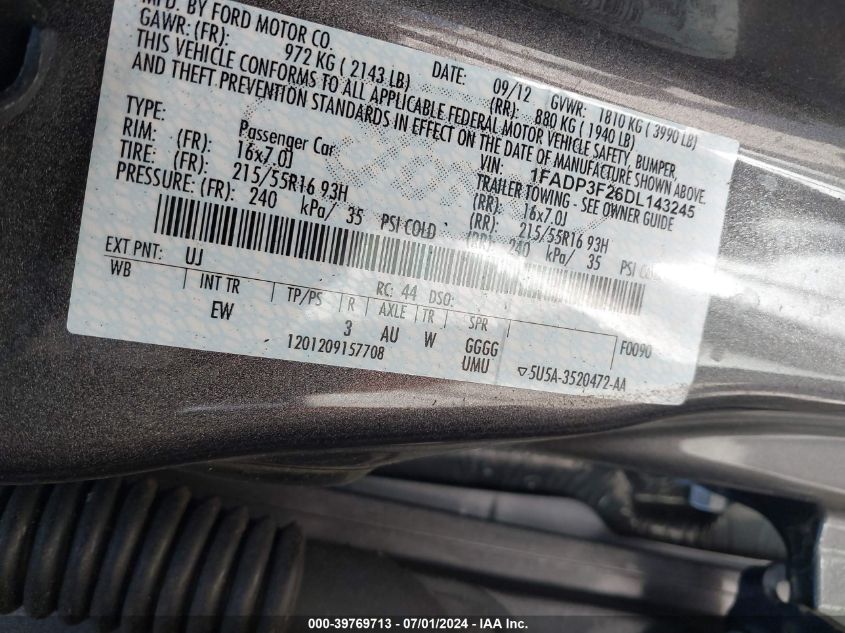 MFD. BY FORD MOTOR CO.
DATE: 09/12 GVWR: 1810 KG ( 3990 LB)
GAWR: (FR): 972 KG ( 2143 LB) (RR): 880 KG ( 1940 LB)
THIS VEHICLE CONFORMS TO ALL APPLICABLE FEDERAL MOTOR VEHICLE SAFETY, BUMPER,
AND THEFT PREVENTION STANDARDS IN EFFECT ON THE DATE OF MANUFACTURE SHOWN ABOVE.
VIN: 1FADP3F26DL143245
TYPE: Passenger Car TRAILER TOWING - SEE OWNER GUIDE
RIM: (FR): 16x7.0J (RR): 16x7.0J
TIRE: (FR): 215/55R16 93H (RR): 215/55R16 93H
PRESSURE: (FR): 240 kPa/ 35 PSI COLD (RR): 240 kPa/ 35 PSI COLD
EXT PNT: UJ RC: 44 DSO:
WB INT TR TP/PS R AXLE TR SPR
EW 3 AU W GGGG F0090
1201209157708 UMU ▽5U5A-3520472-AA
000-39769713 - 07/01/2024 - 0000275927